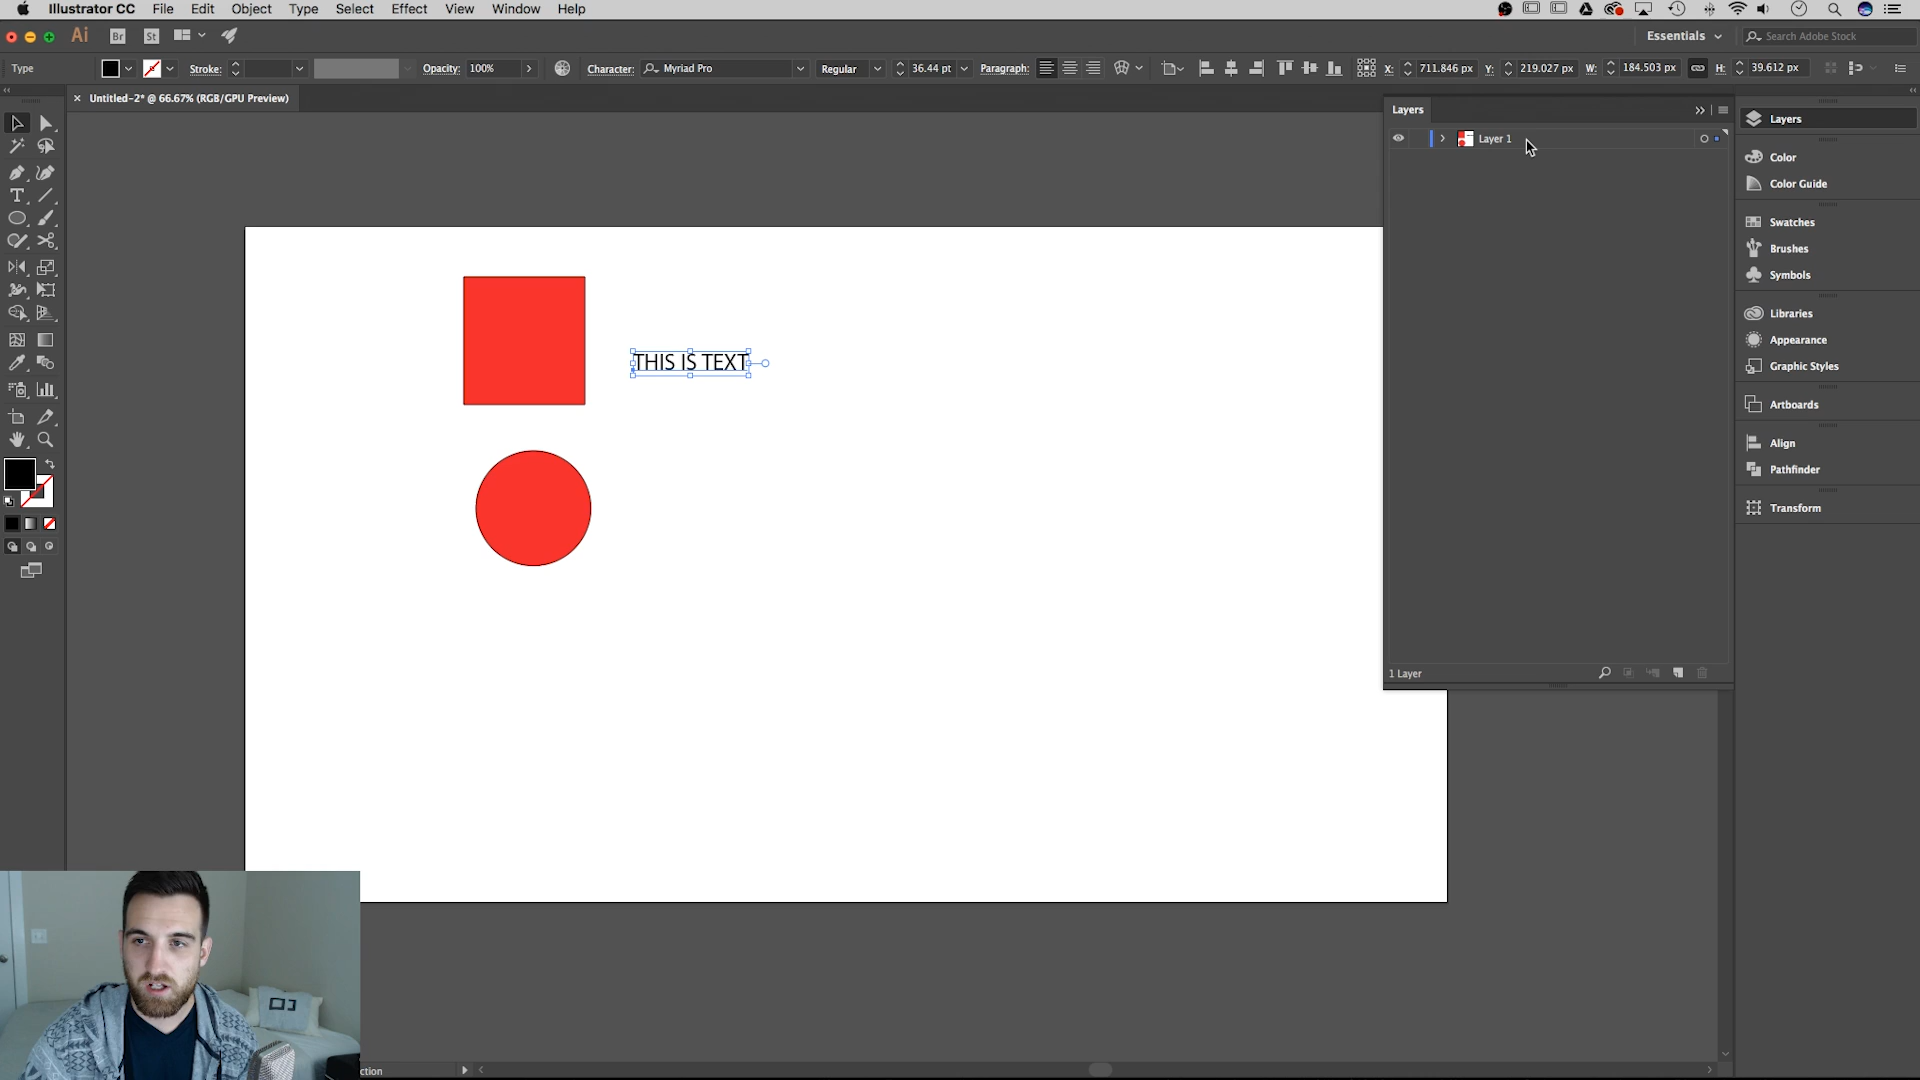 Illustrator CC File Edit Object Type Select Effect View Window Help
Ai Br St Essentials Search Adobe Stock
Type Stroke: Opacity: 100% Character: Myriad Pro Regular 36.44 pt Paragraph: X: 711.846 px Y: 219.027 px W: 184.503 px H: 39.612 px
× Untitled-2* @ 66.67% (RGB/GPU Preview)
Layers
Layer 1
1 Layer
Layers
Color
Color Guide
Swatches
Brushes
Symbols
Libraries
Appearance
Graphic Styles
Artboards
Align
Pathfinder
Transform
THIS IS TEXT
ction